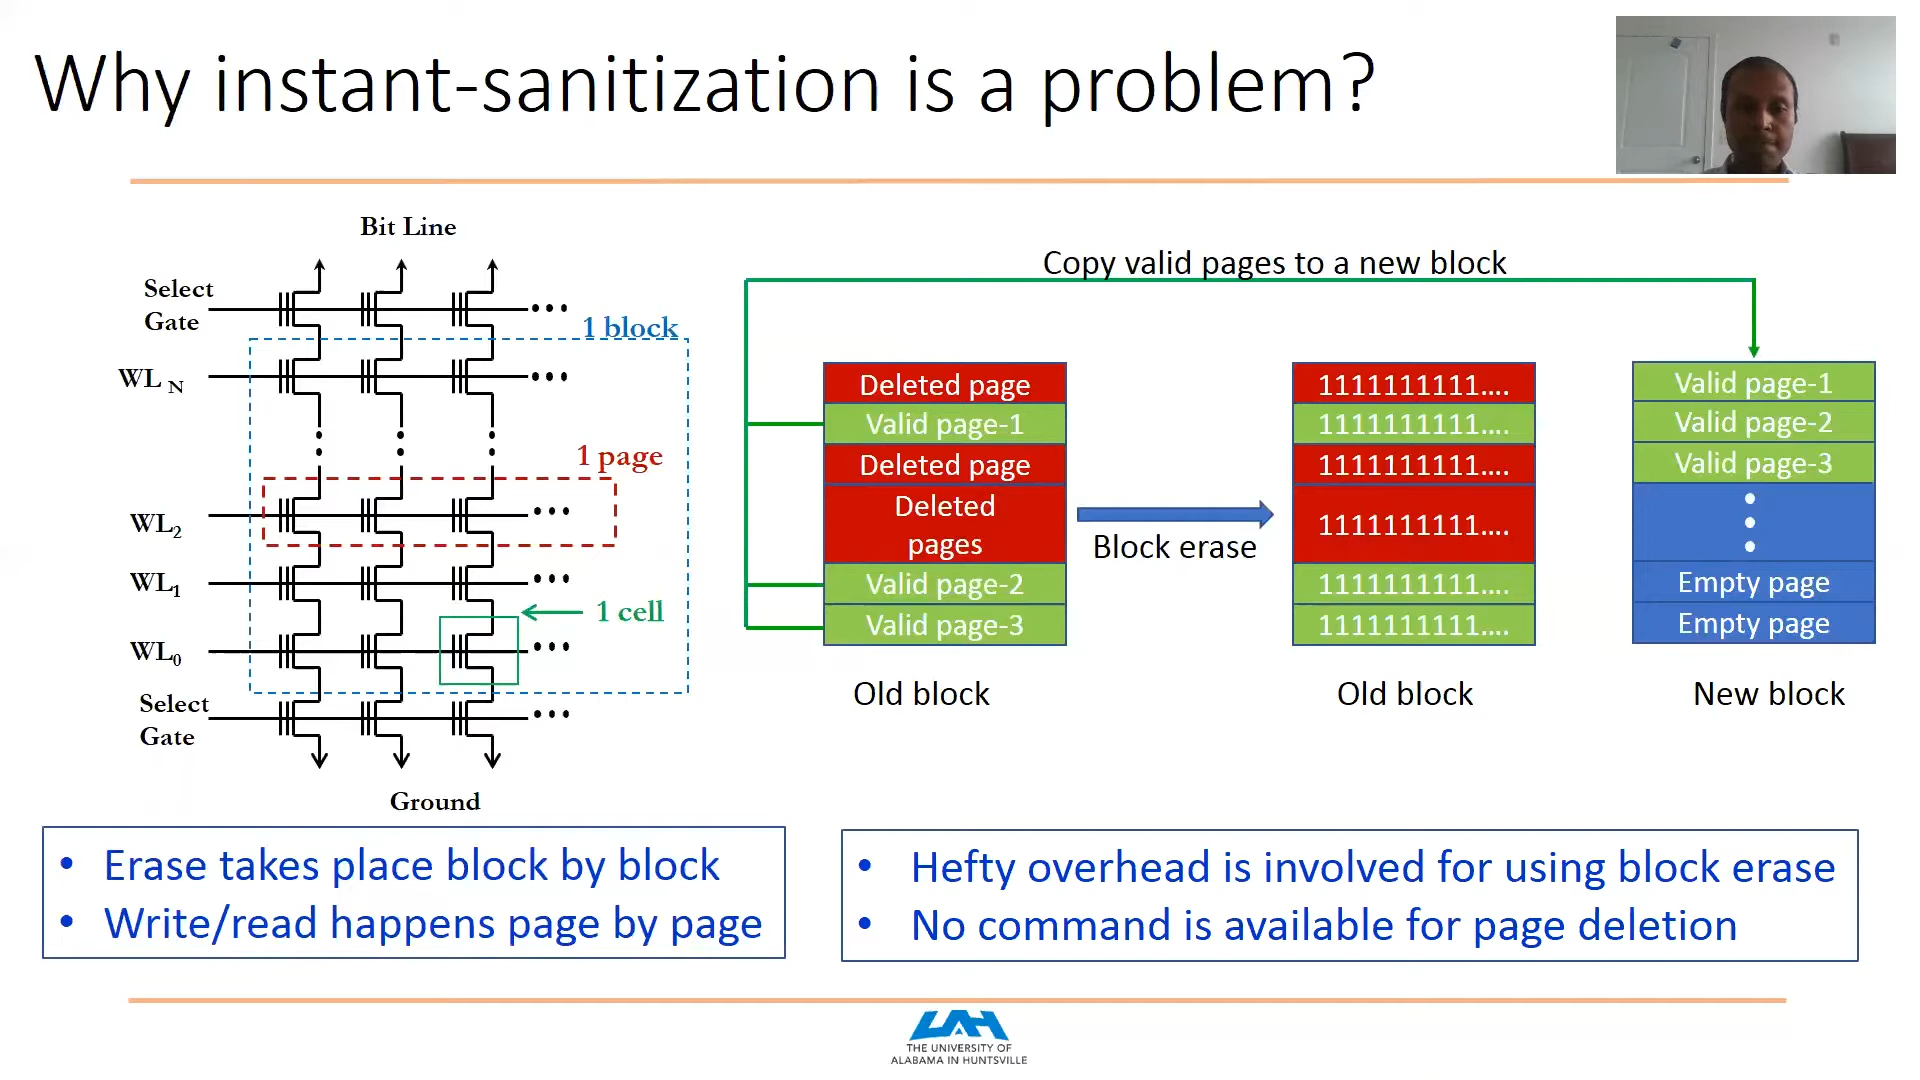 Why instant-sanitization is a problem?
Bit Line
Select
Gate
1 block
WL N
1 page
WL2
WL1
1 cell
WL0
Select
Gate
Ground
Copy valid pages to a new block
Deleted page
Valid page-1
Deleted page
Deleted
pages
Valid page-2
Valid page-3
Old block
Block erase
1111111111....
1111111111....
1111111111....
1111111111....
1111111111....
1111111111....
Old block
Valid page-1
Valid page-2
Valid page-3
Empty page
Empty page
New block
• Erase takes place block by block
• Write/read happens page by page
• Hefty overhead is involved for using block erase
• No command is available for page deletion
UAH
THE UNIVERSITY OF
ALABAMA IN HUNTSVILLE